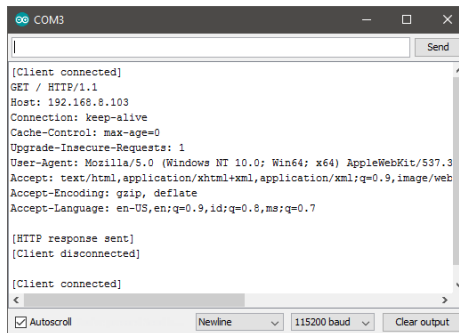 COM3
Send
[Client connected]
GET / HTTP/1.1
Host: 192.168.8.103
Connection: keep-alive
Cache-Control: max-age=0
Upgrade-Insecure-Requests: 1
User-Agent: Mozilla/5.0 (Windows NT 10.0; Win64; x64) AppleWebKit/537.3
Accept: text/html,application/xhtml+xml,application/xml;q=0.9,image/web
Accept-Encoding: gzip, deflate
Accept-Language: en-US,en;q=0.9,id;q=0.8,ms;q=0.7
[HTTP response sent]
[Client disconnected]
[Client connected]
Autoscroll Newline 115200 baud Clear output